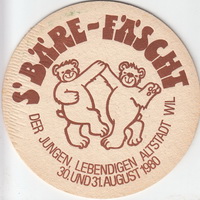 S'BÄRE-FÄSCHT
DER JUNGEN LEBENDIGEN ALTSTADT WIL
30. UND 31. AUGUST 1980